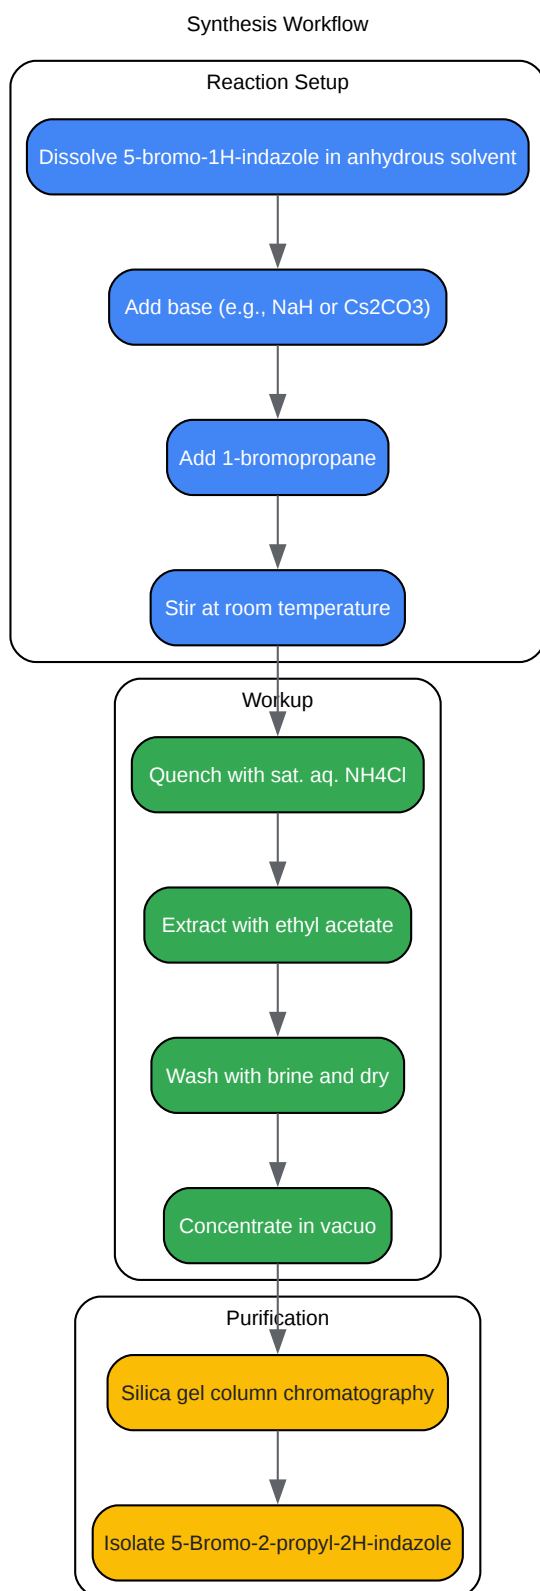 Synthesis Workflow
Reaction Setup
Dissolve 5-bromo-1H-indazole in anhydrous solvent
Add base (e.g., NaH or Cs2CO3)
Add 1-bromopropane
Stir at room temperature
Workup
Quench with sat. aq. NH4Cl
Extract with ethyl acetate
Wash with brine and dry
Concentrate in vacuo
Purification
Silica gel column chromatography
Isolate 5-Bromo-2-propyl-2H-indazole